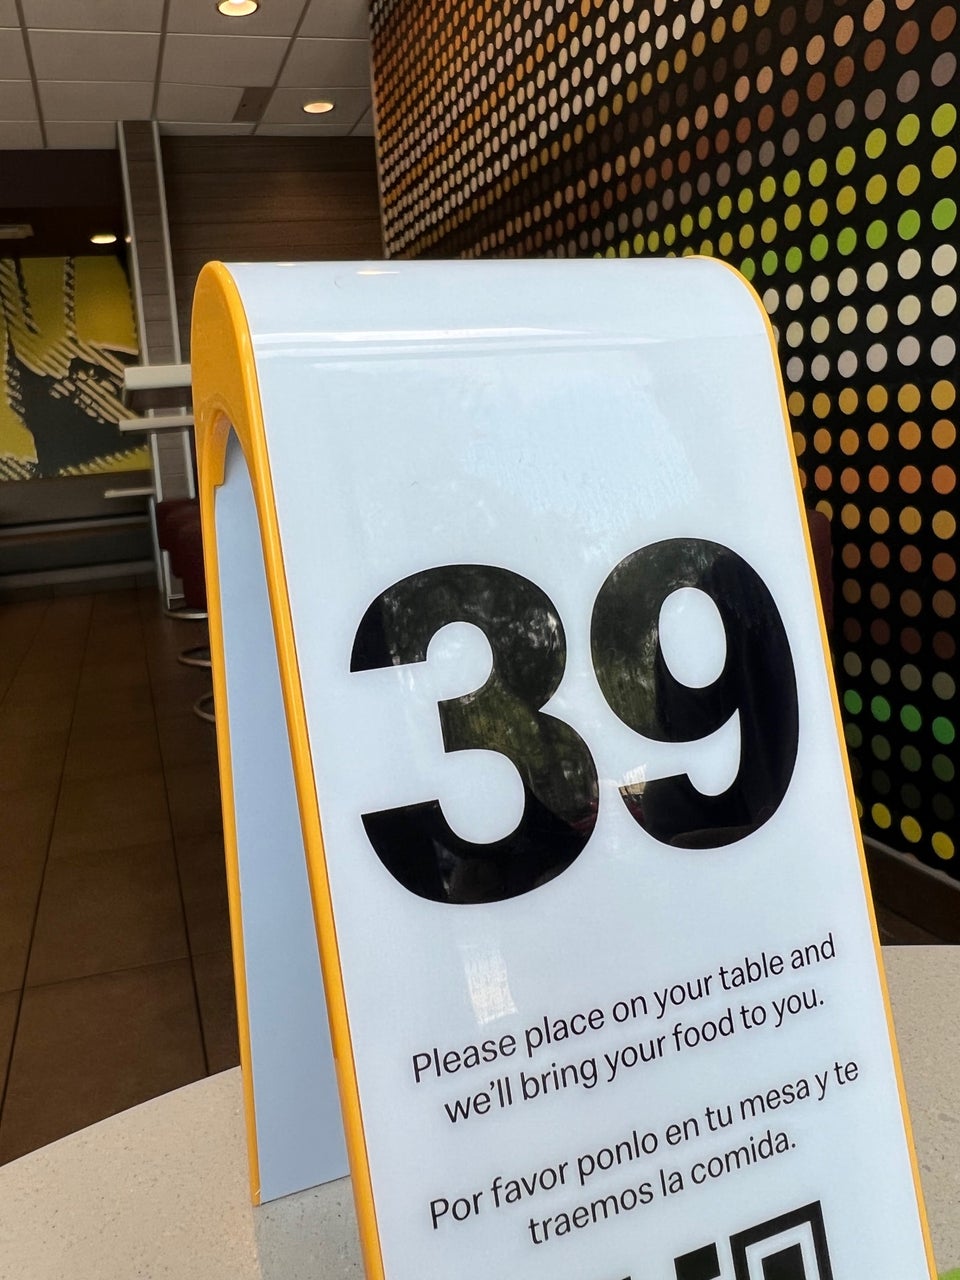 39
Please place on your table and
we'll bring your food to you.
Por favor ponlo en tu mesa y te
traemos la comida.